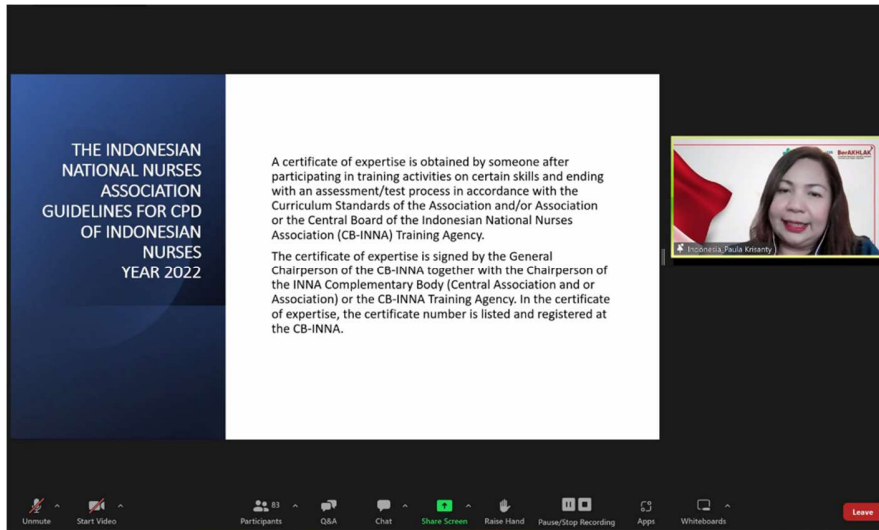 THE INDONESIAN
NATIONAL NURSES
ASSOCIATION
GUIDELINES FOR CPD
OF INDONESIAN
NURSES
YEAR 2022
A certificate of expertise is obtained by someone after
participating in training activities on certain skills and ending
with an assessment/test process in accordance with the
Curriculum Standards of the Association and/or Association
or the Central Board of the Indonesian National Nurses
Association (CB-INNA) Training Agency.
The certificate of expertise is signed by the General
Chairperson of the CB-INNA together with the Chairperson of
the INNA Complementary Body (Central Association and or
Association) or the CB-INNA Training Agency. In the certificate
of expertise, the certificate number is listed and registered at
the CB-INNA.
BerAKHLAK
Indonesia_Paula Krisanty
83
Unmute
Start Video
Participants
Q&A
Chat
Share Screen
Raise Hand
Pause/Stop Recording
Apps
Whiteboards
Leave